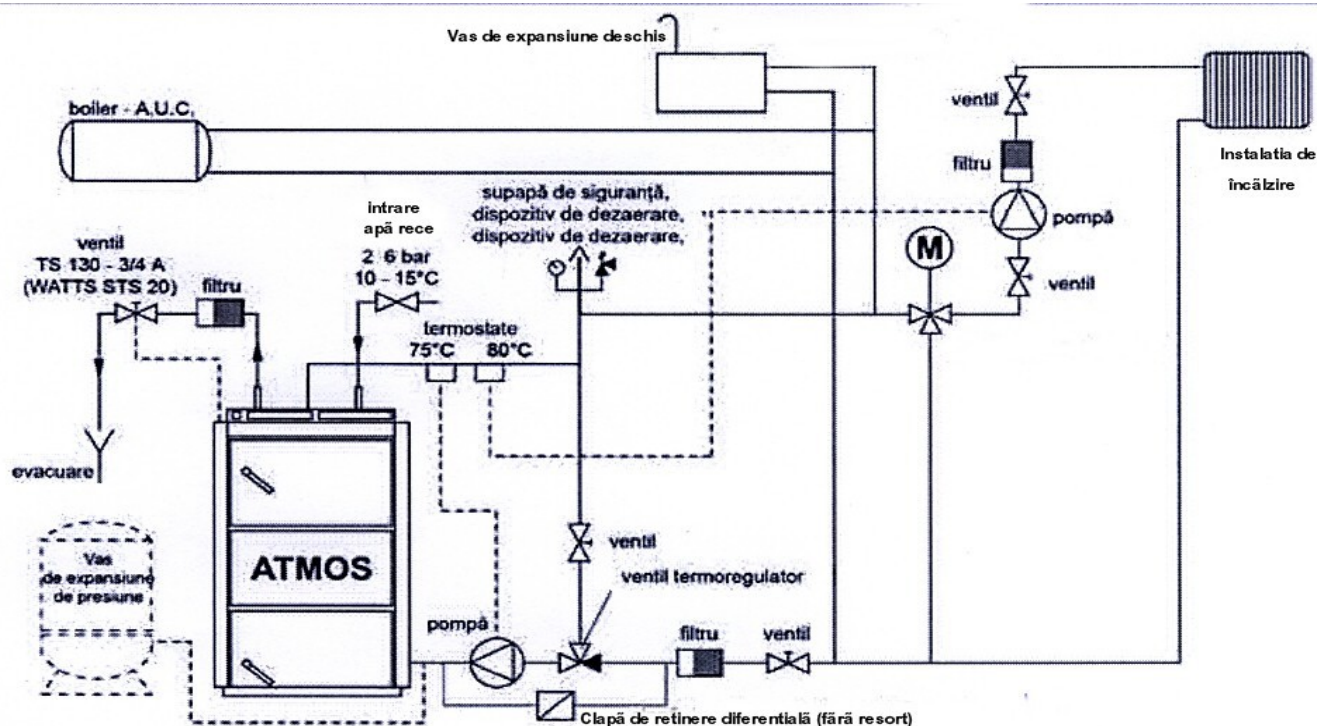 Vas de expansiune deschis
boiler - A.U.C.
ventil
filtru
pompă
Instalatia de
încălzire
supapă de siguranță,
dispozitiv de dezaerare,
dispozitiv de dezaerare,
intrare
apă rece
2 6 bar
10 - 15°C
ventil
TS 130 - 3/4 A
(WATTS STS 20)
filtru
M
ventil
termostate
75°C 80°C
evacuare
Vas
de expansiune
de presiune
ATMOS
ventil
ventil termoregulator
pompă
filtru
ventil
Clapă de retinere diferentială (fără resort)